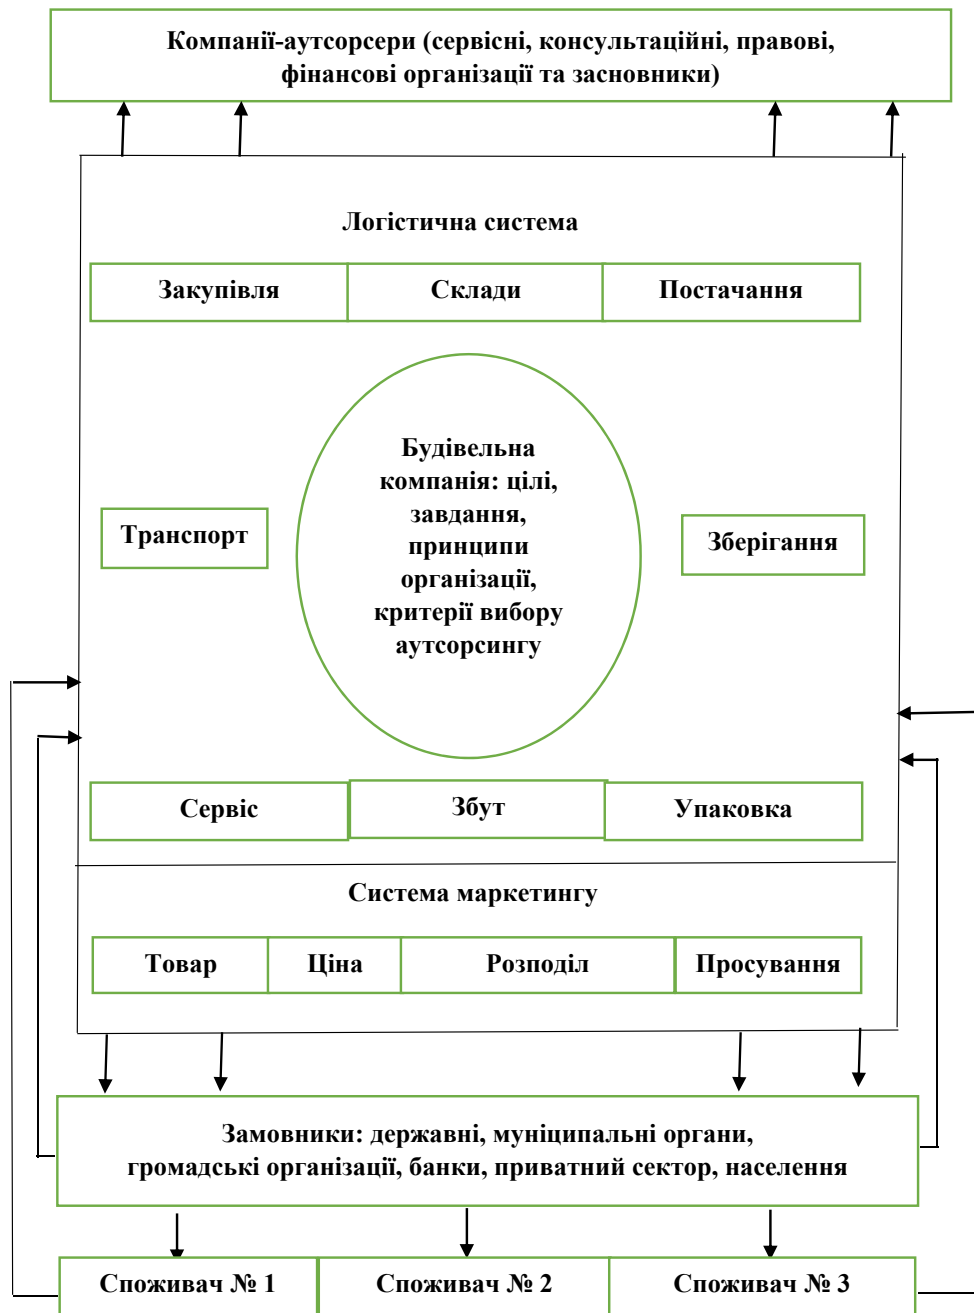 Компанії-аутсорсери (сервісні, консультаційні, правові,
фінансові організації та засновники)
Логістична система
Закупівля
Склади
Постачання
Будівельна
компанія: цілі,
завдання,
принципи
організації,
критерії вибору
аутсорсингу
Транспорт
Зберігання
Сервіс
Збут
Упаковка
Система маркетингу
Товар
Ціна
Розподіл
Просування
Замовники: державні, муніципальні органи,
громадські організації, банки, приватний сектор, населення
Споживач № 1
Споживач № 2
Споживач № 3